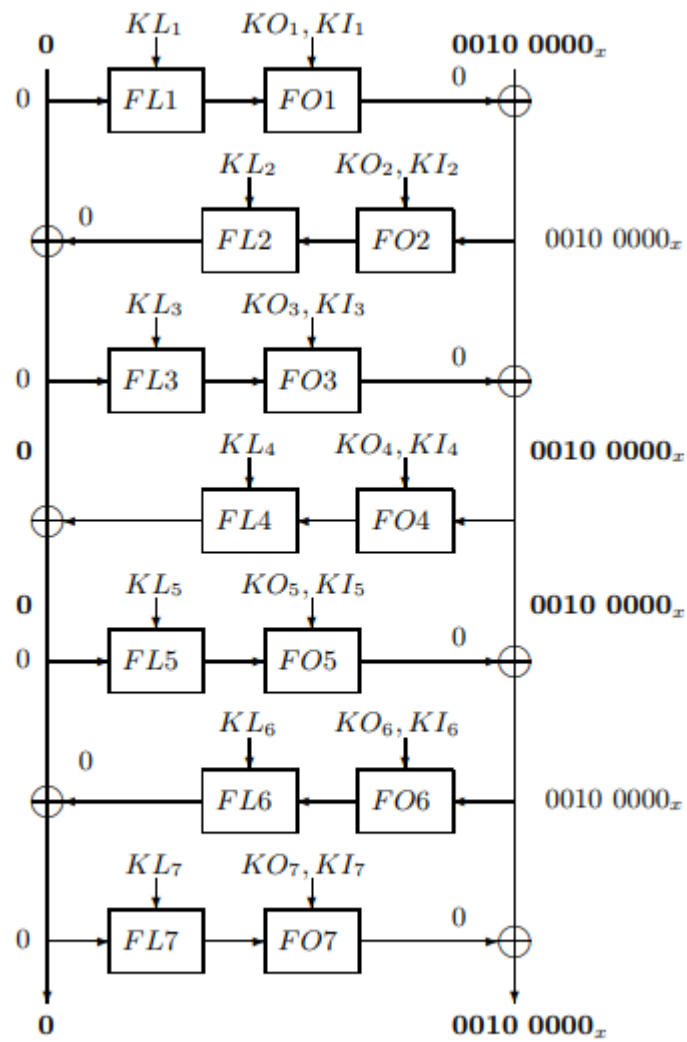 0 KL₁ KO₁, KI₁ 0010 0000ₓ
0 FL1 FO1 0
KL₂ KO₂, KI₂
0 FL2 FO2 0010 0000ₓ
KL₃ KO₃, KI₃
0 FL3 FO3 0
0 KL₄ KO₄, KI₄ 0010 0000ₓ
FL4 FO4
0 KL₅ KO₅, KI₅ 0010 0000ₓ
0 FL5 FO5 0
KL₆ KO₆, KI₆
0 FL6 FO6 0010 0000ₓ
KL₇ KO₇, KI₇
0 FL7 FO7 0
0 0010 0000ₓ